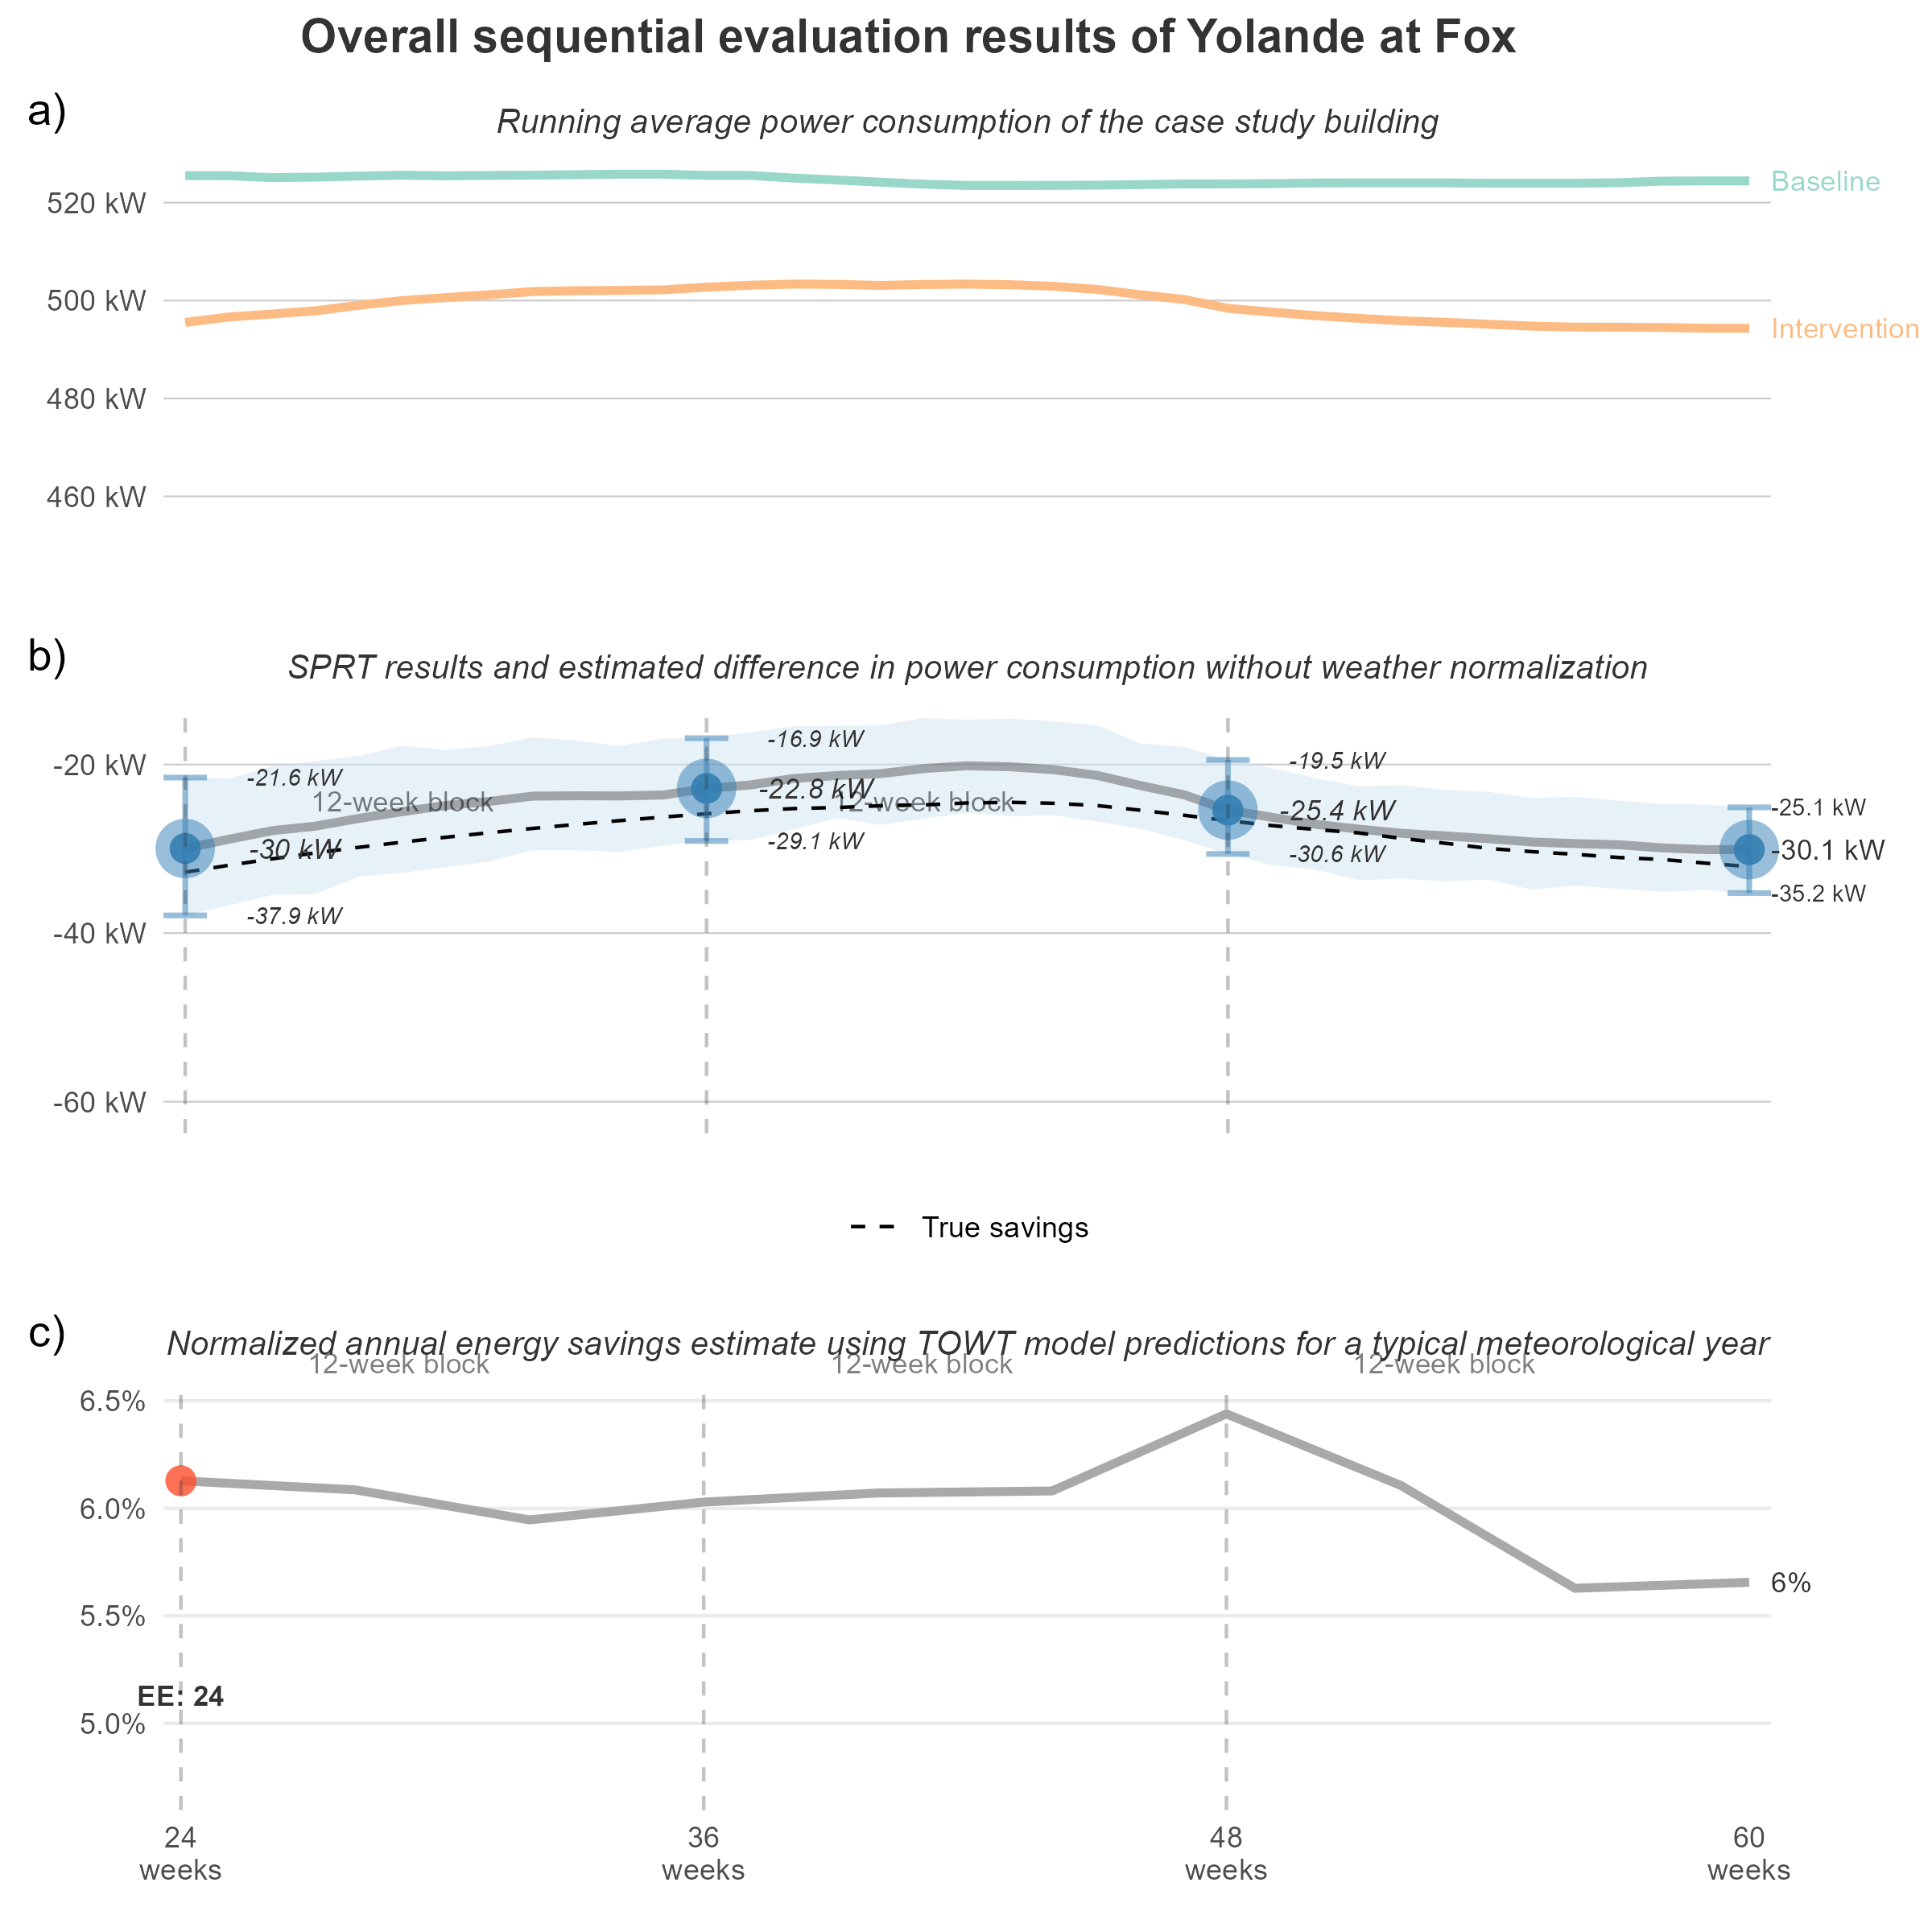 Overall sequential evaluation results of Yolande at Fox
a)
Running average power consumption of the case study building
520 kW
500 kW
480 kW
460 kW
Baseline
Intervention
b)
SPRT results and estimated difference in power consumption without weather normalization
-20 kW
-40 kW
-60 kW
12-week block
12-week block
-21.6 kW
-30 kW
-37.9 kW
-16.9 kW
-22.8 kW
-29.1 kW
-19.5 kW
-25.4 kW
-30.6 kW
-25.1 kW
-30.1 kW
-35.2 kW
True savings
c)
Normalized annual energy savings estimate using TOWT model predictions for a typical meteorological year
12-week block
12-week block
12-week block
6.5%
6.0%
5.5%
5.0%
6%
EE: 24
24
weeks
36
weeks
48
weeks
60
weeks